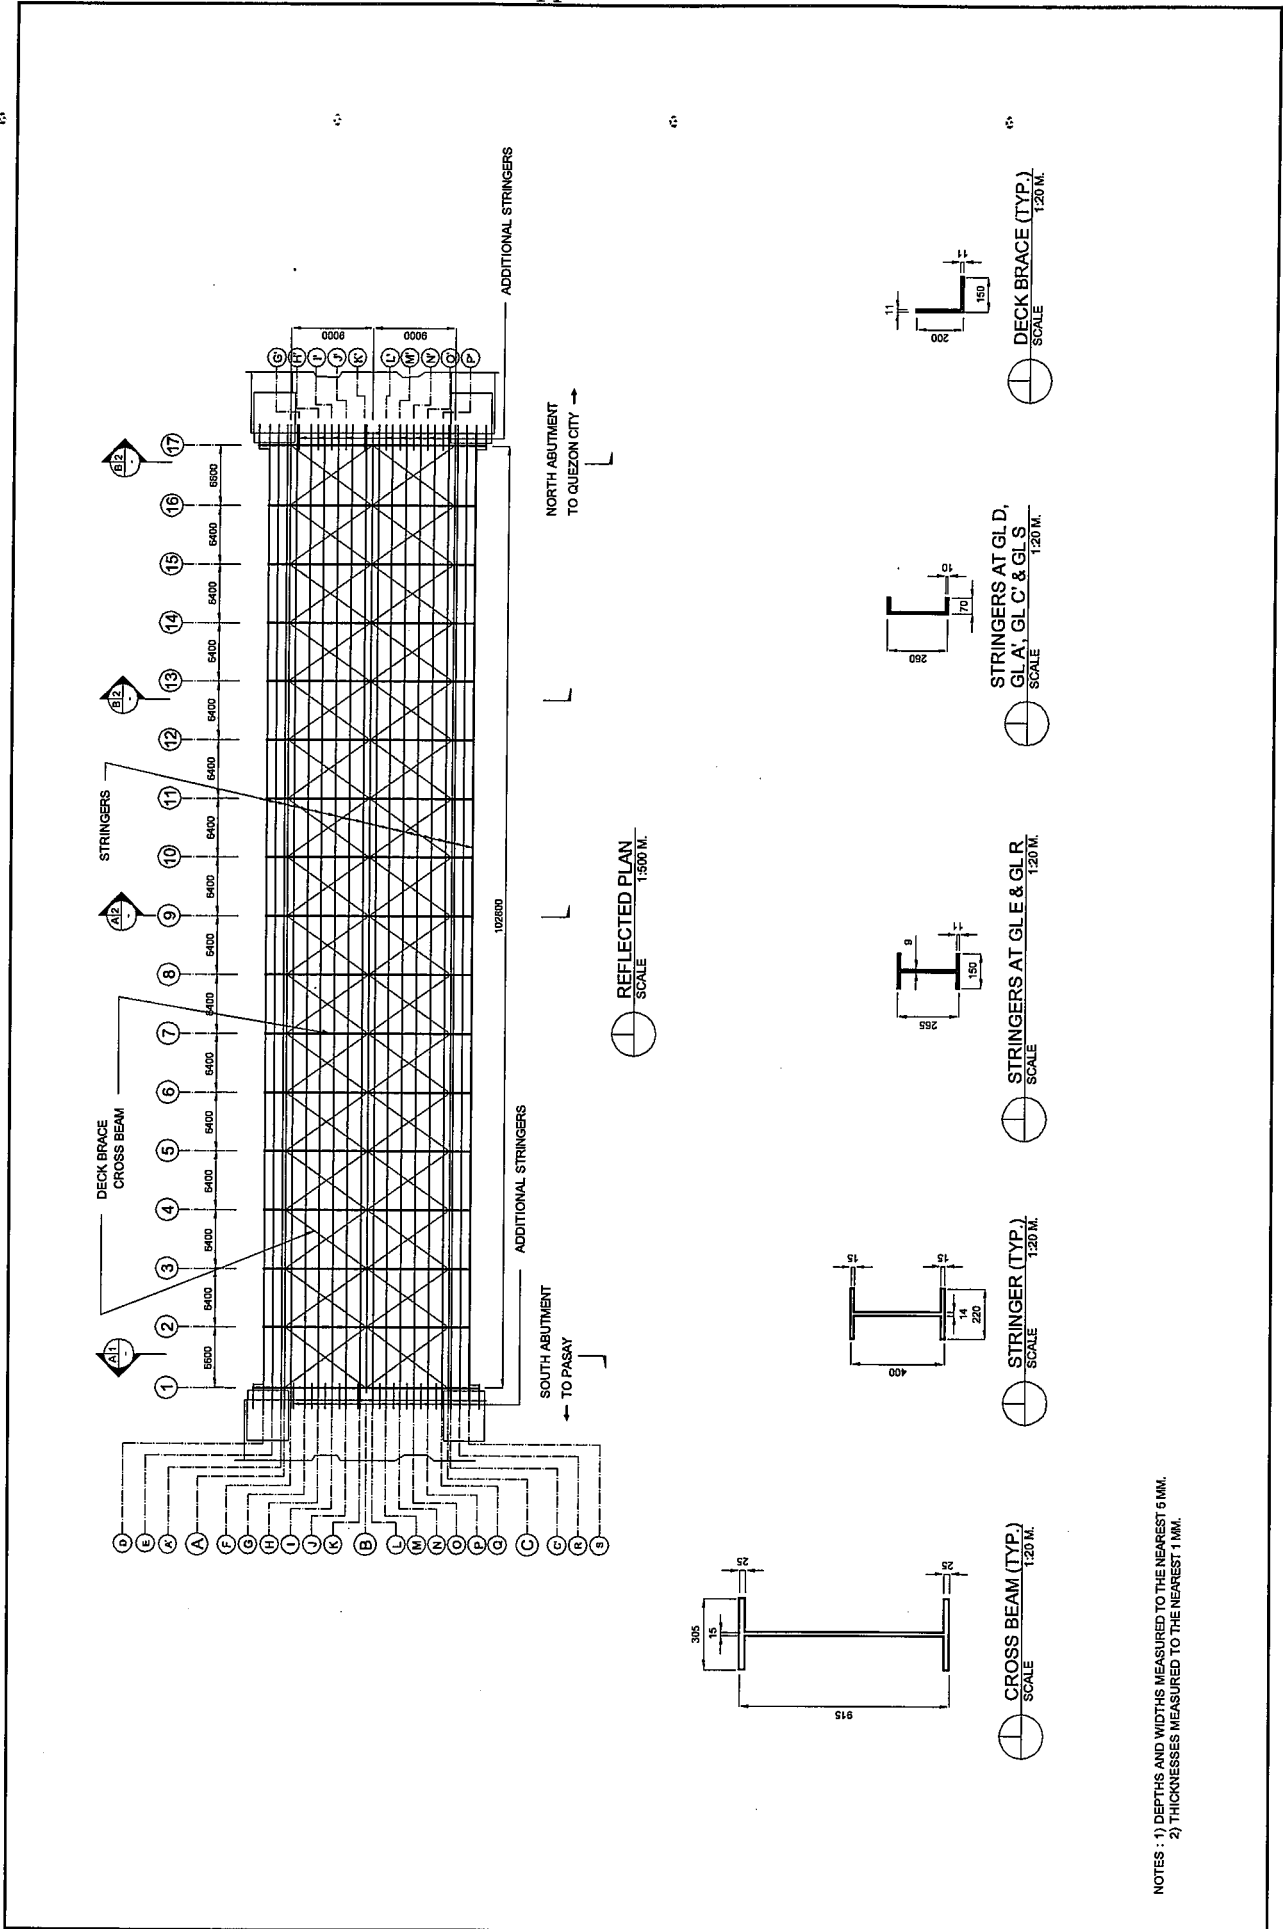 DECK BRACE
CROSS BEAM
STRINGERS
A 1
-
A 2
-
B 2
-
B 2
-
1 2 3 4 5 6 7 8 9 10 11 12 13 14 15 16 17
6600 6400 6400 6400 6400 6400 6400 6400 6400 6400 6400 6400 6400 6400 6400 6600
D
E
A'
A
F
G
H
I
J
K
B
L
M
N
O
P
Q
C
C'
R
S
G'
H'
I'
J'
K'
L'
M'
N'
O'
P'
9000
9000
102800
ADDITIONAL STRINGERS
ADDITIONAL STRINGERS
SOUTH ABUTMENT
TO PASAY
NORTH ABUTMENT
TO QUEZON CITY
REFLECTED PLAN
SCALE 1:500 M.
305
15
25
915
25
CROSS BEAM (TYP.)
SCALE 1:20 M.
15
400
15
14
220
STRINGER (TYP.)
SCALE 1:20 M.
9
265
11
150
STRINGERS AT GL E & GL R
SCALE 1:20 M.
260
10
70
STRINGERS AT GL D,
GL A', GL C' & GL S
SCALE 1:20 M.
11
200
11
150
DECK BRACE (TYP.)
SCALE 1:20 M.
NOTES : 1) DEPTHS AND WIDTHS MEASURED TO THE NEAREST 5 MM.
2) THICKNESSES MEASURED TO THE NEAREST 1 MM.